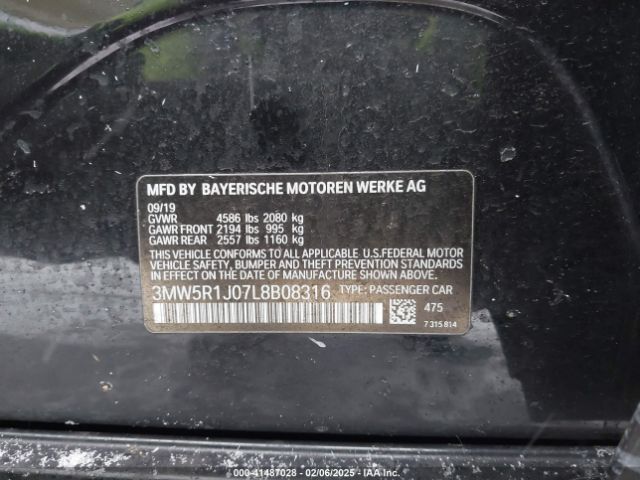 MFD BY BAYERISCHE MOTOREN WERKE AG
09/19
GVWR 4586 lbs 2080 kg
GAWR FRONT 2194 lbs 995 kg
GAWR REAR 2557 lbs 1160 kg
THIS VEHICLE CONFORMS TO ALL APPLICABLE U.S.FEDERAL MOTOR
VEHICLE SAFETY, BUMPER AND THEFT PREVENTION STANDARDS IN
EFFECT ON THE DATE OF MANUFACTURE SHOWN ABOVE.
3MW5R1J07L8B08316 TYPE: PASSENGER CAR
475
7 315 814
000--41487028 - 02/06/2025 -- IAA Inc.